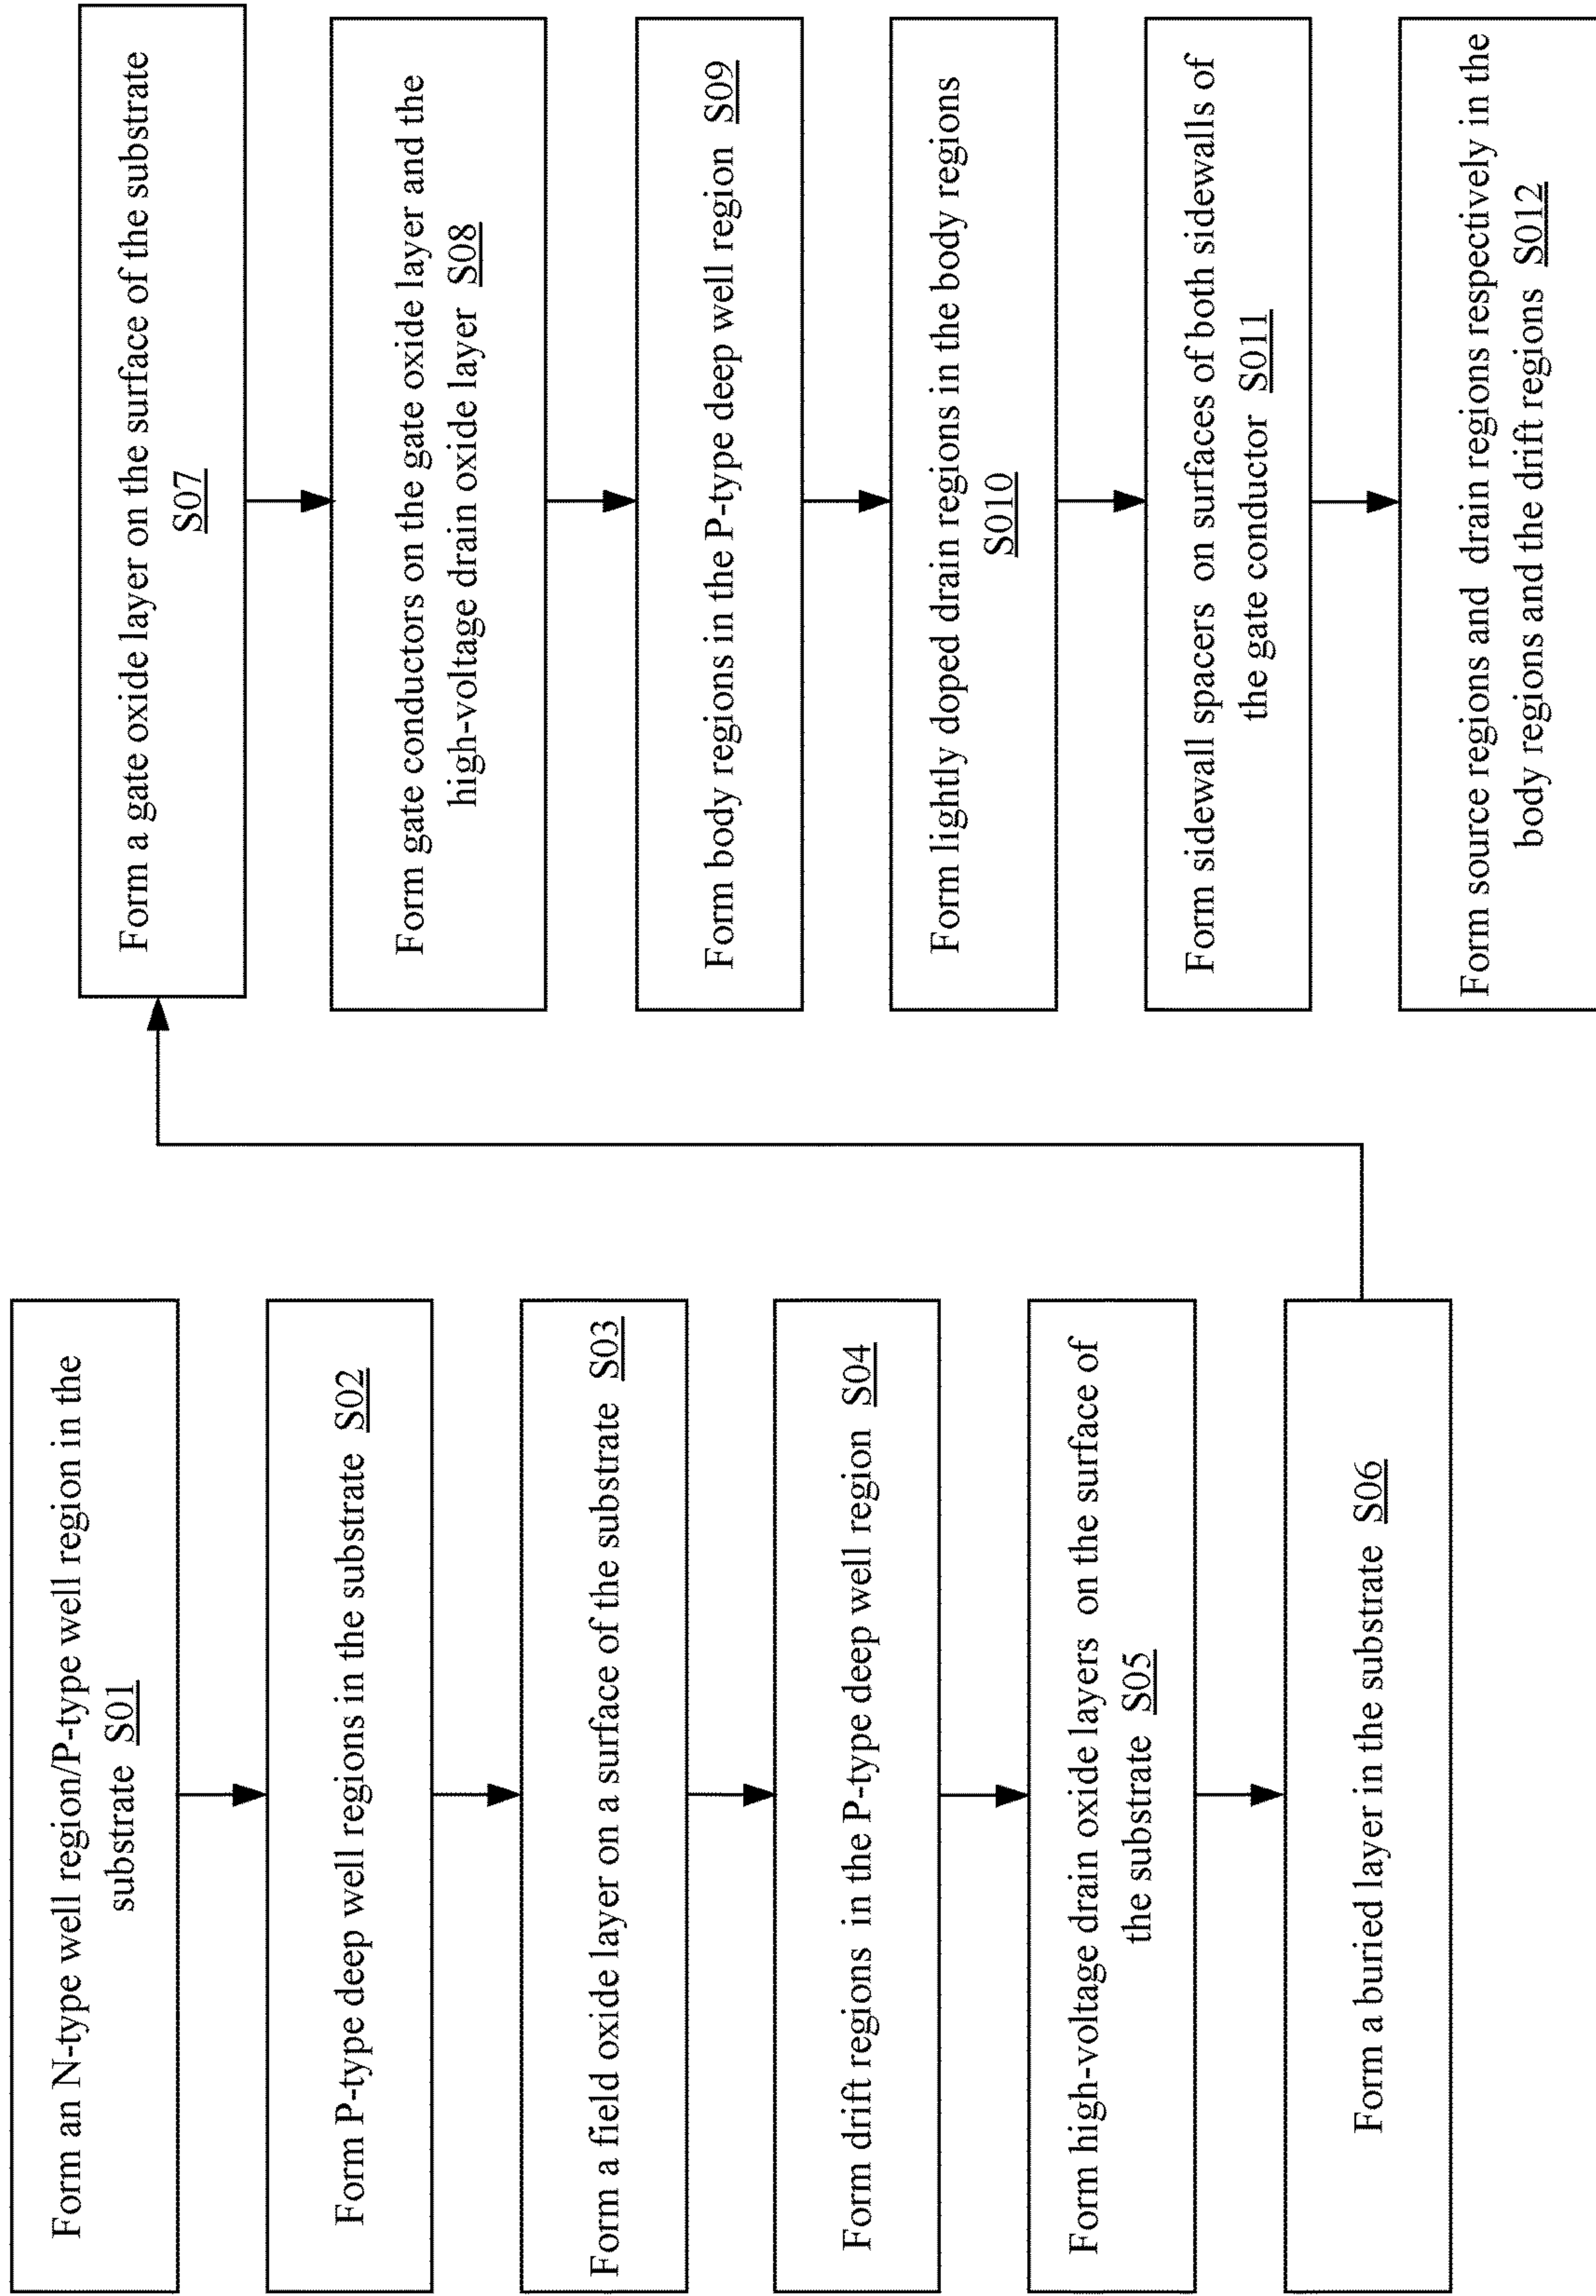 Form an N-type well region/P-type well region in the
substrate S01
Form P-type deep well regions in the substrate S02
Form a field oxide layer on a surface of the substrate S03
Form drift regions in the P-type deep well region S04
Form high-voltage drain oxide layers on the surface of
the substrate S05
Form a buried layer in the substrate S06
Form a gate oxide layer on the surface of the substrate
S07
Form gate conductors on the gate oxide layer and the
high-voltage drain oxide layer S08
Form body regions in the P-type deep well region S09
Form lightly doped drain regions in the body regions
S010
Form sidewall spacers on surfaces of both sidewalls of
the gate conductor S011
Form source regions and drain regions respectively in the
body regions and the drift regions S012